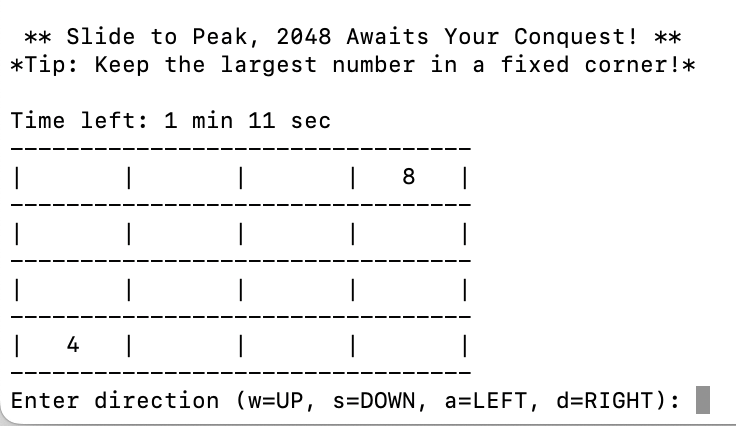 ** Slide to Peak, 2048 Awaits Your Conquest! **
*Tip: Keep the largest number in a fixed corner!*
Time left: 1 min 11 sec
---------------------------------
|       |       |       |   8   |
---------------------------------
|       |       |       |       |
---------------------------------
|       |       |       |       |
---------------------------------
|   4   |       |       |       |
---------------------------------
Enter direction (w=UP, s=DOWN, a=LEFT, d=RIGHT):